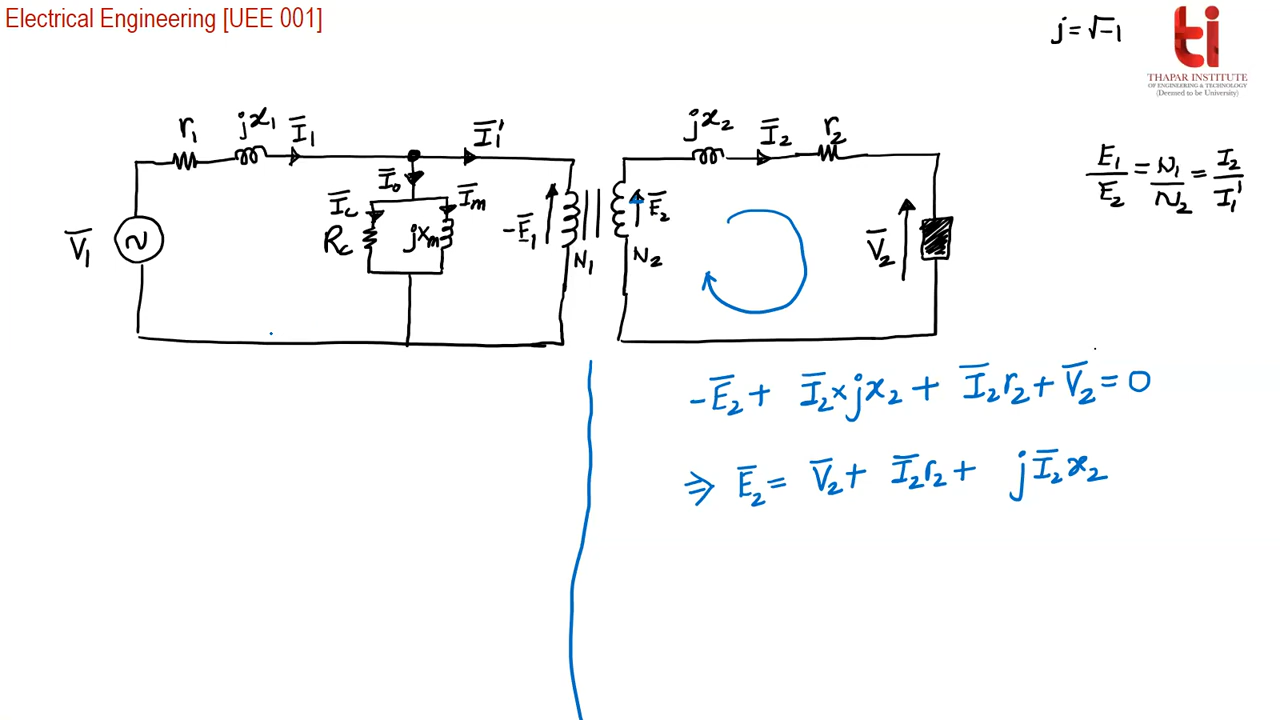 Electrical Engineering [UEE 001]
j = √-1
ti
THAPAR INSTITUTE
OF ENGINEERING & TECHNOLOGY
(Deemed to be University)
r₁
jx₁
I̅₁
I̅₁'
jx₂
I̅₂
r₂
E₁/E₂ = N₁/N₂ = I₂/I₁'
I̅₀
I̅c
I̅m
V̅₁
Rc
jXm
-E̅₁
E̅₂
V̅₂
N₁
N₂
-E̅₂ + I̅₂ × jx₂ + I̅₂r₂ + V̅₂ = 0
⇒ E̅₂ = V̅₂ + I̅₂r₂ + jI̅₂x₂